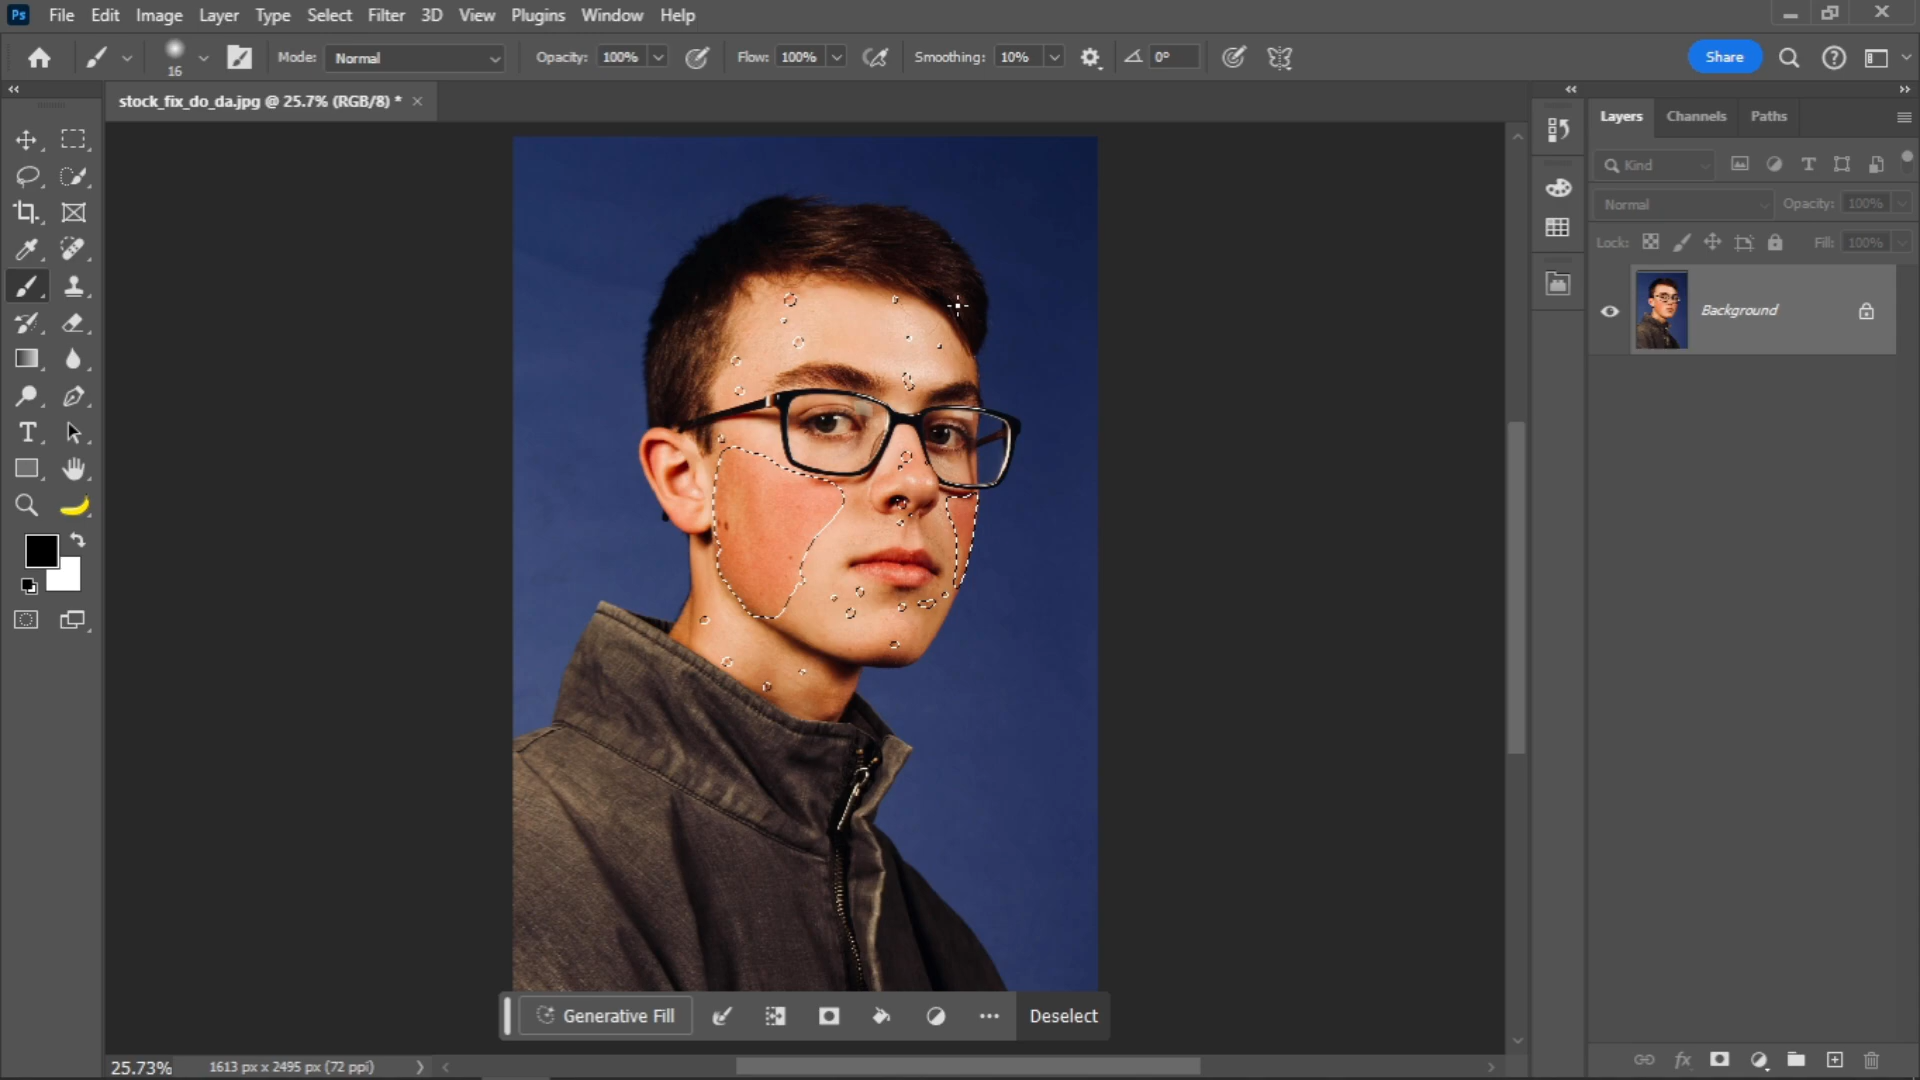 Ps File Edit Image Layer Type Select Filter 3D View Plugins Window Help
16 Mode: Normal Opacity: 100% Flow: 100% Smoothing: 10% 0° Share
stock_fix_do_da.jpg @ 25.7% (RGB/8) *
Layers Channels Paths
Kind
Normal Opacity: 100%
Lock: Fill: 100%
Background
Generative Fill Deselect
25.73% 1613 px x 2495 px (72 ppi)